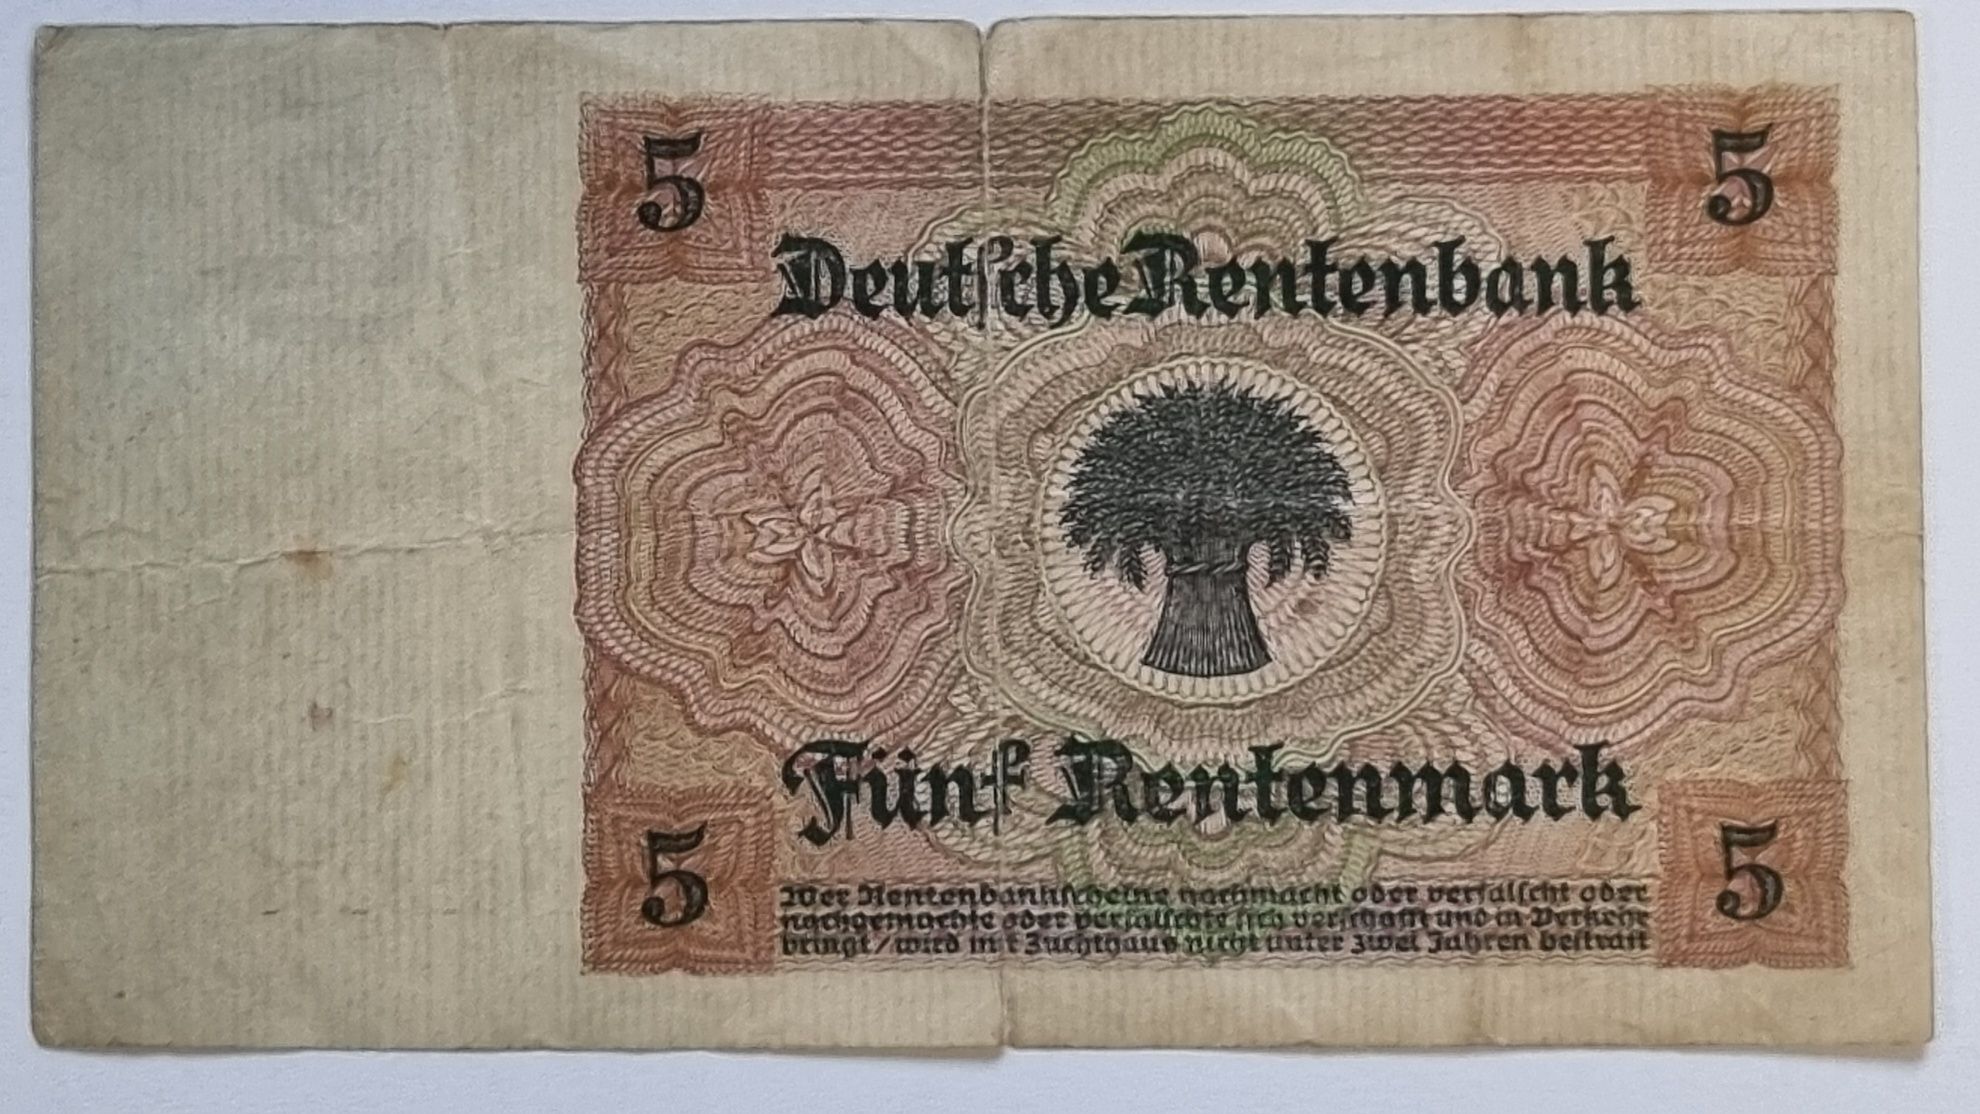 5 5
Deutſche Rentenbank
Fünf Rentenmark
5 5
Wer Rentenbankſcheine nachmacht oder verfälſcht oder
nachgemachte oder verfälſchte ſich verſchafft und in Verkehr
bringt/wird mit Zuchthaus nicht unter zwei Jahren beſtraft